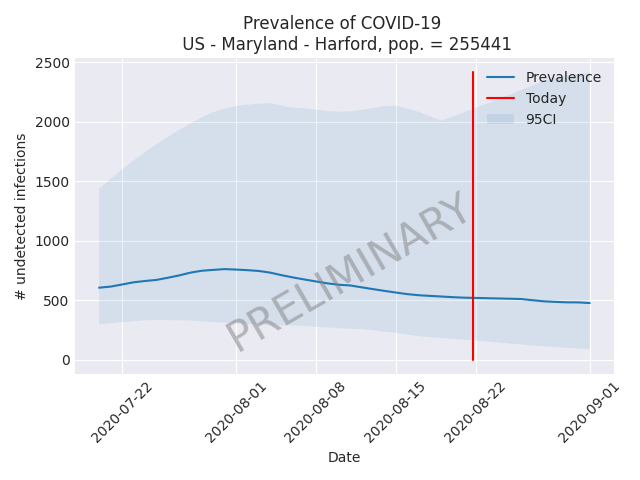 Prevalence of COVID-19
US - Maryland - Harford, pop. = 255441
2500
2000
1500
1000
500
0
# undetected infections
Prevalence
Today
95CI
PRELIMINARY
2020-07-22
2020-08-01
2020-08-08
2020-08-15
2020-08-22
2020-09-01
Date